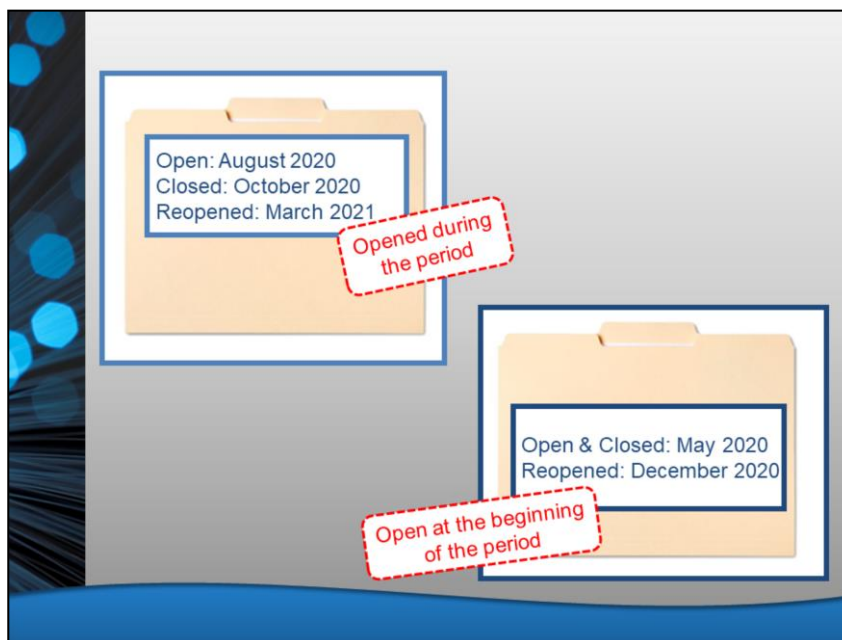 Open: August 2020
Closed: October 2020
Reopened: March 2021
Opened during
the period
Open & Closed: May 2020
Reopened: December 2020
Open at the beginning
of the period